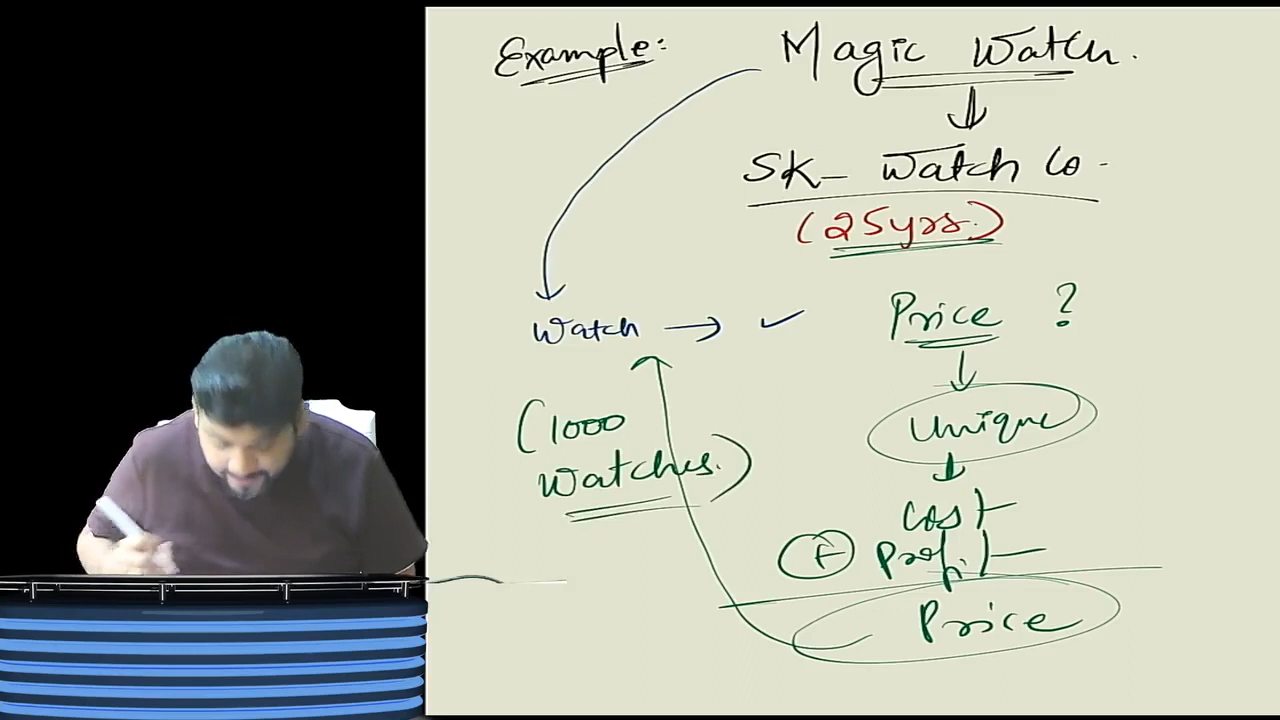 Example:
Magic Watch.
SK- Watch Co.
(25yrs.)
Watch → ✓
Price ?
(1000
Watches.)
Unique
Cost
+ Profit
Price